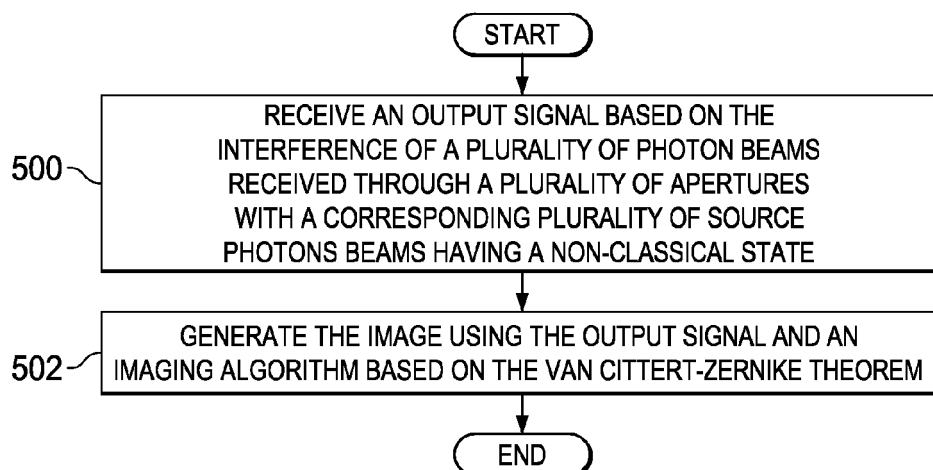 START
500
RECEIVE AN OUTPUT SIGNAL BASED ON THE
INTERFERENCE OF A PLURALITY OF PHOTON BEAMS
RECEIVED THROUGH A PLURALITY OF APERTURES
WITH A CORRESPONDING PLURALITY OF SOURCE
PHOTONS BEAMS HAVING A NON-CLASSICAL STATE
502
GENERATE THE IMAGE USING THE OUTPUT SIGNAL AND AN
IMAGING ALGORITHM BASED ON THE VAN CITTERT-ZERNIKE THEOREM
END